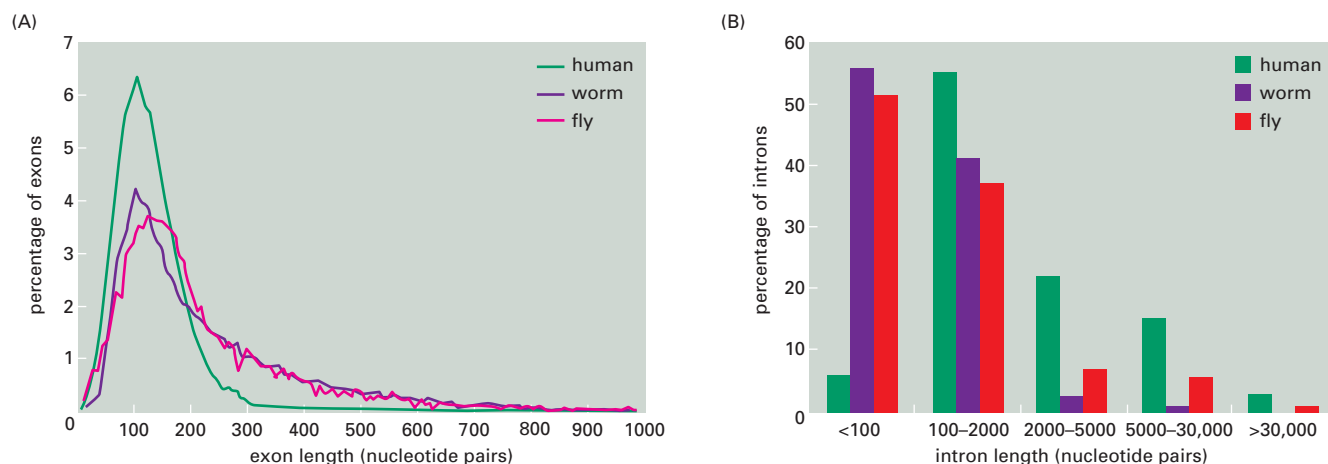 (A)
7
6
5
4
3
2
1
0
percentage of exons
human
worm
fly
100 200 300 400 500 600 700 800 900 1000
exon length (nucleotide pairs)
(B)
60
50
40
30
20
10
0
percentage of introns
human
worm
fly
<100 100–2000 2000–5000 5000–30,000 >30,000
intron length (nucleotide pairs)